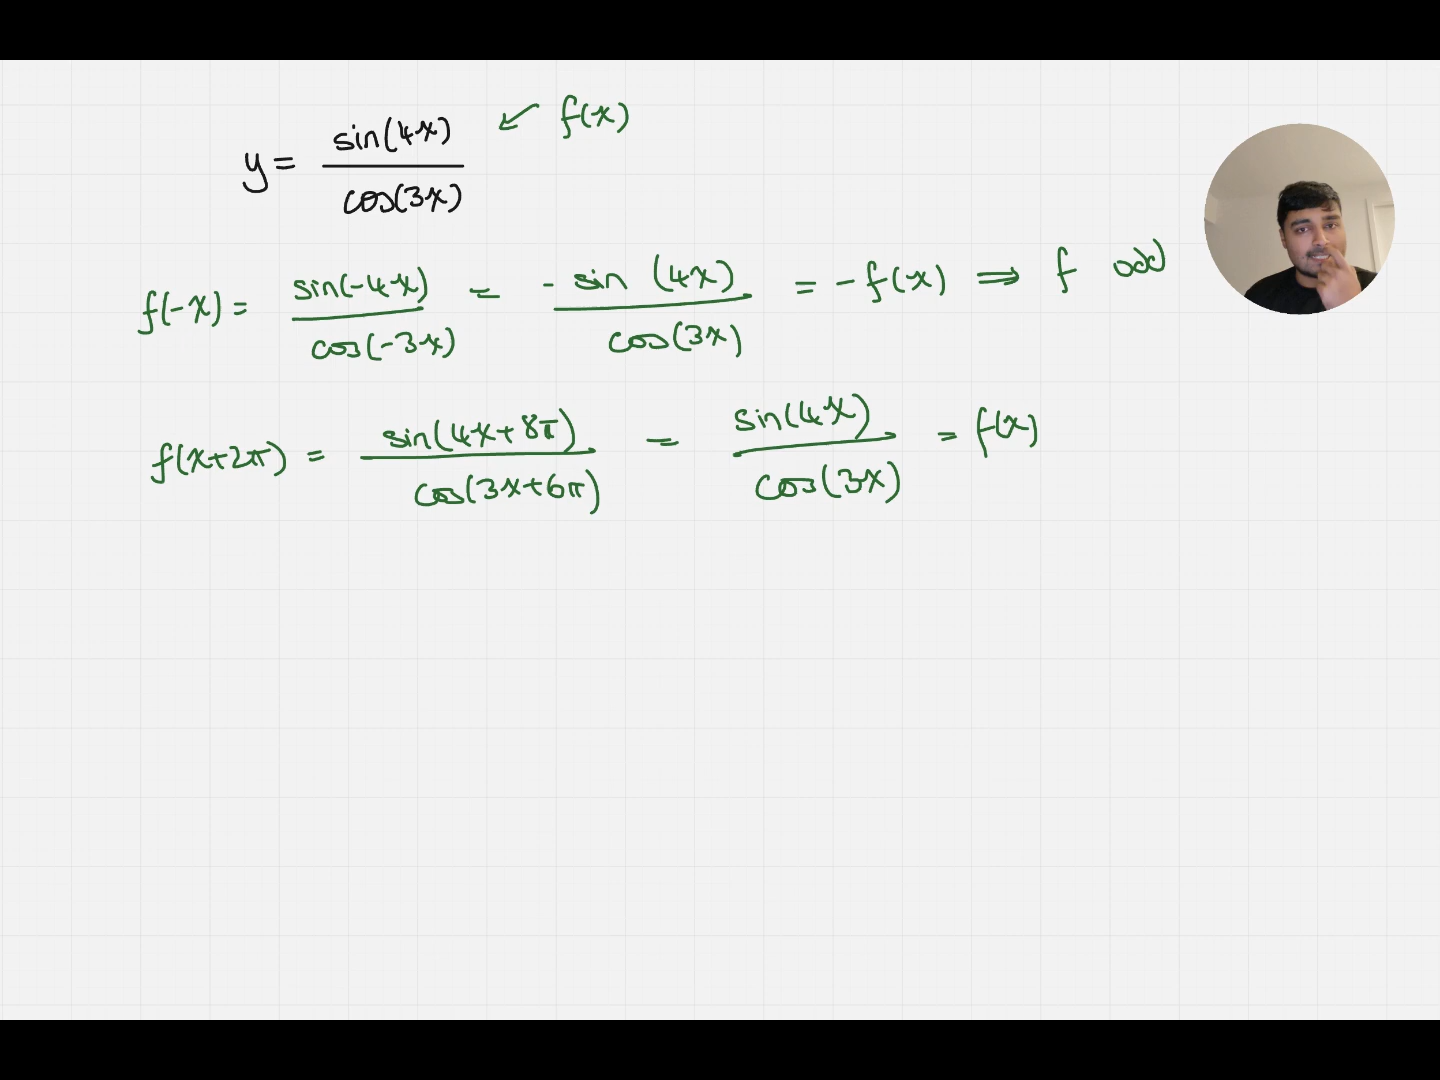 y = sin(4x) / cos(3x) ↙ f(x)
f(-x) = sin(-4x) / cos(-3x) = - sin (4x) / cos(3x) = - f(x) ⟹ f odd
f(x+2π) = sin(4x+8π) / cos(3x+6π) = sin(4x) / cos(3x) = f(x)